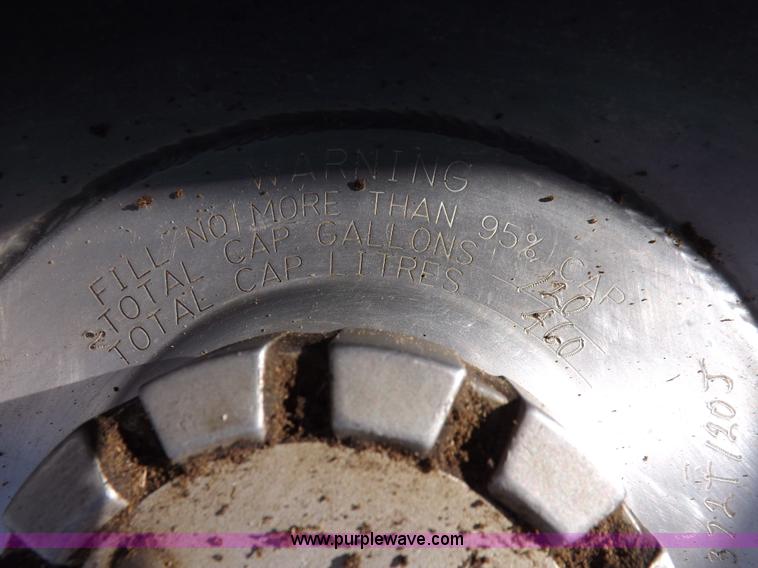 WARNING
FILL NO MORE THAN 95% CAP
TOTAL CAP GALLONS 120
TOTAL CAP LITRES 460
www.purplewave.com